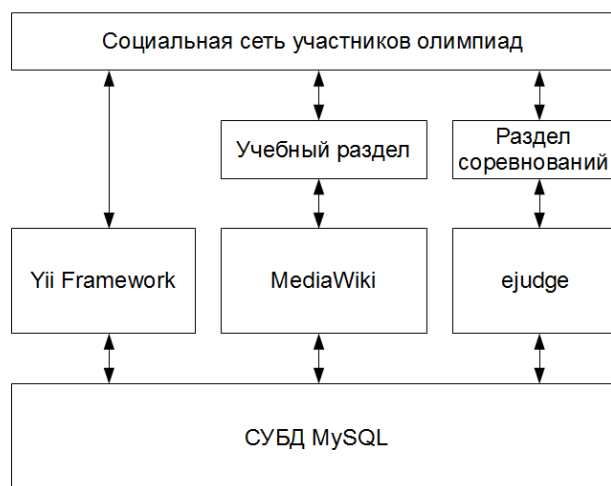 Социальная сеть участников олимпиад
Учебный раздел
Раздел
соревнований
Yii Framework
MediaWiki
ejudge
СУБД MySQL